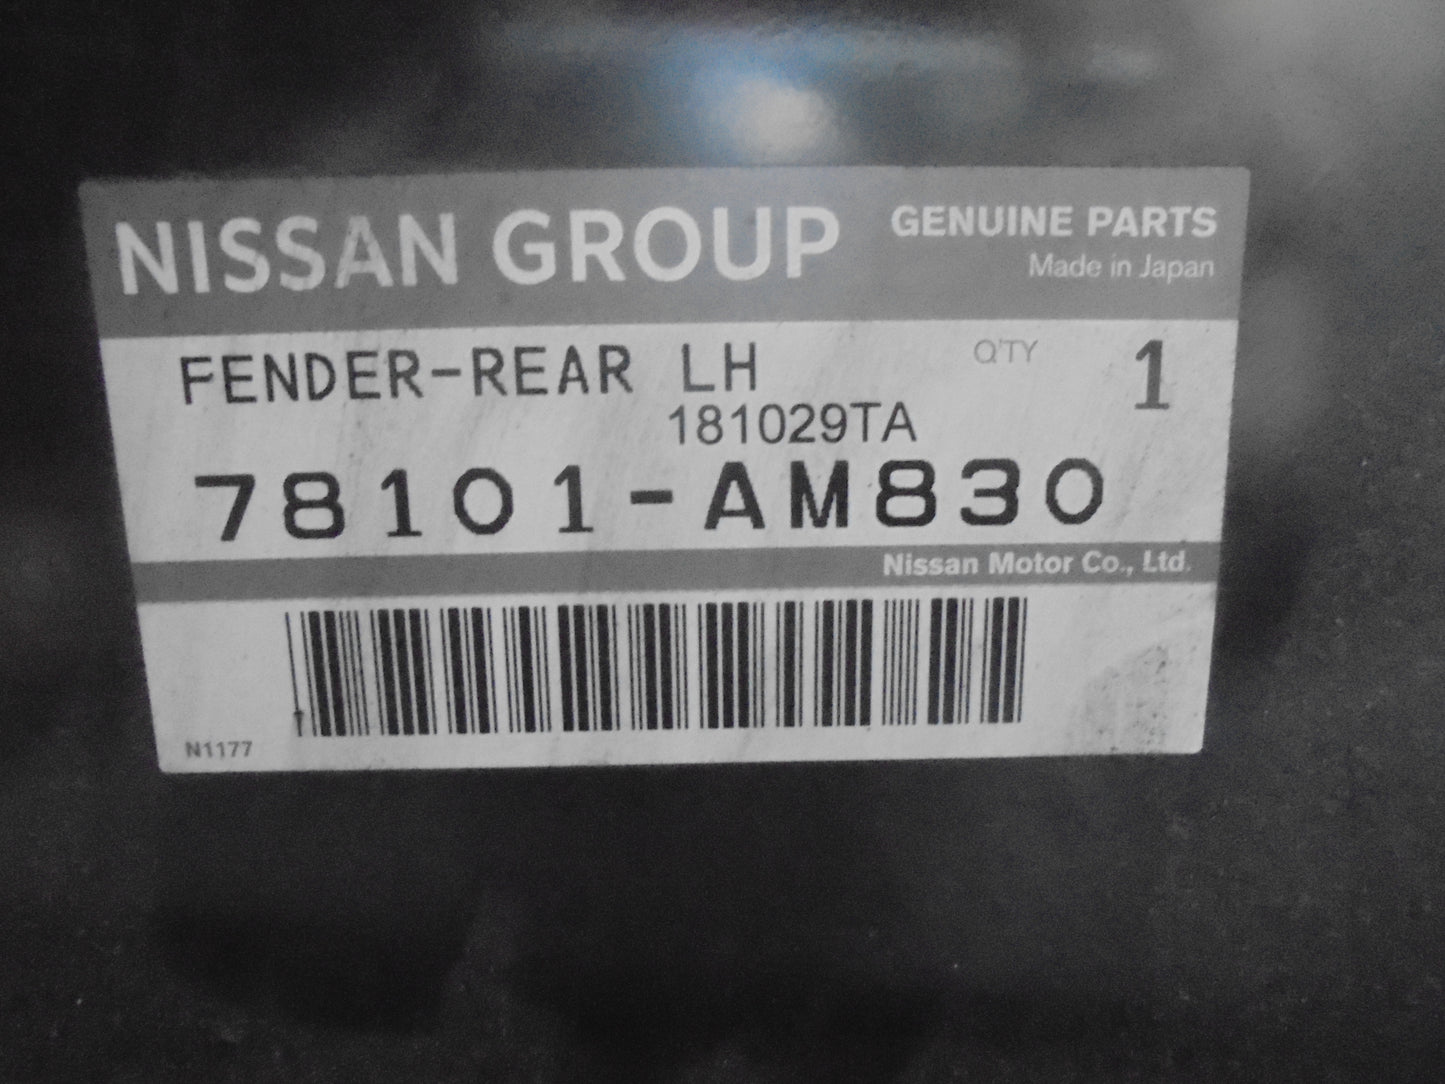 NISSAN GROUP
GENUINE PARTS
Made in Japan
FENDER-REAR LH
Q'TY 1
181029TA
78101-AM830
Nissan Motor Co., Ltd.
N1177